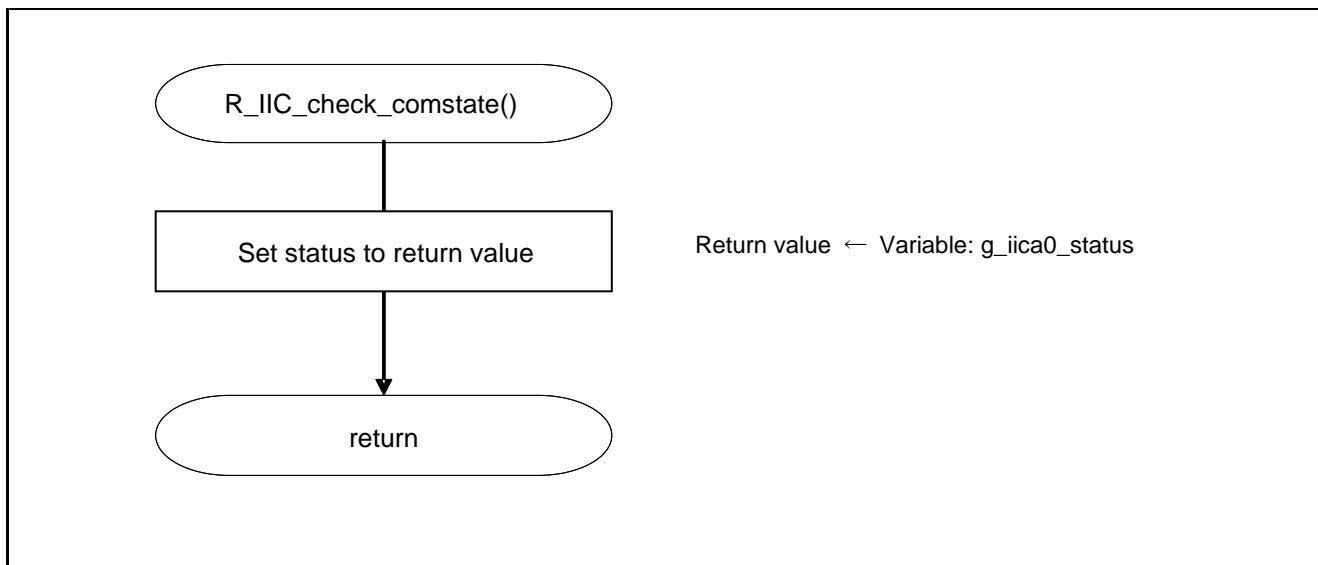 R_IIC_check_comstate()
Set status to return value
Return value ← Variable: g_iica0_status
return